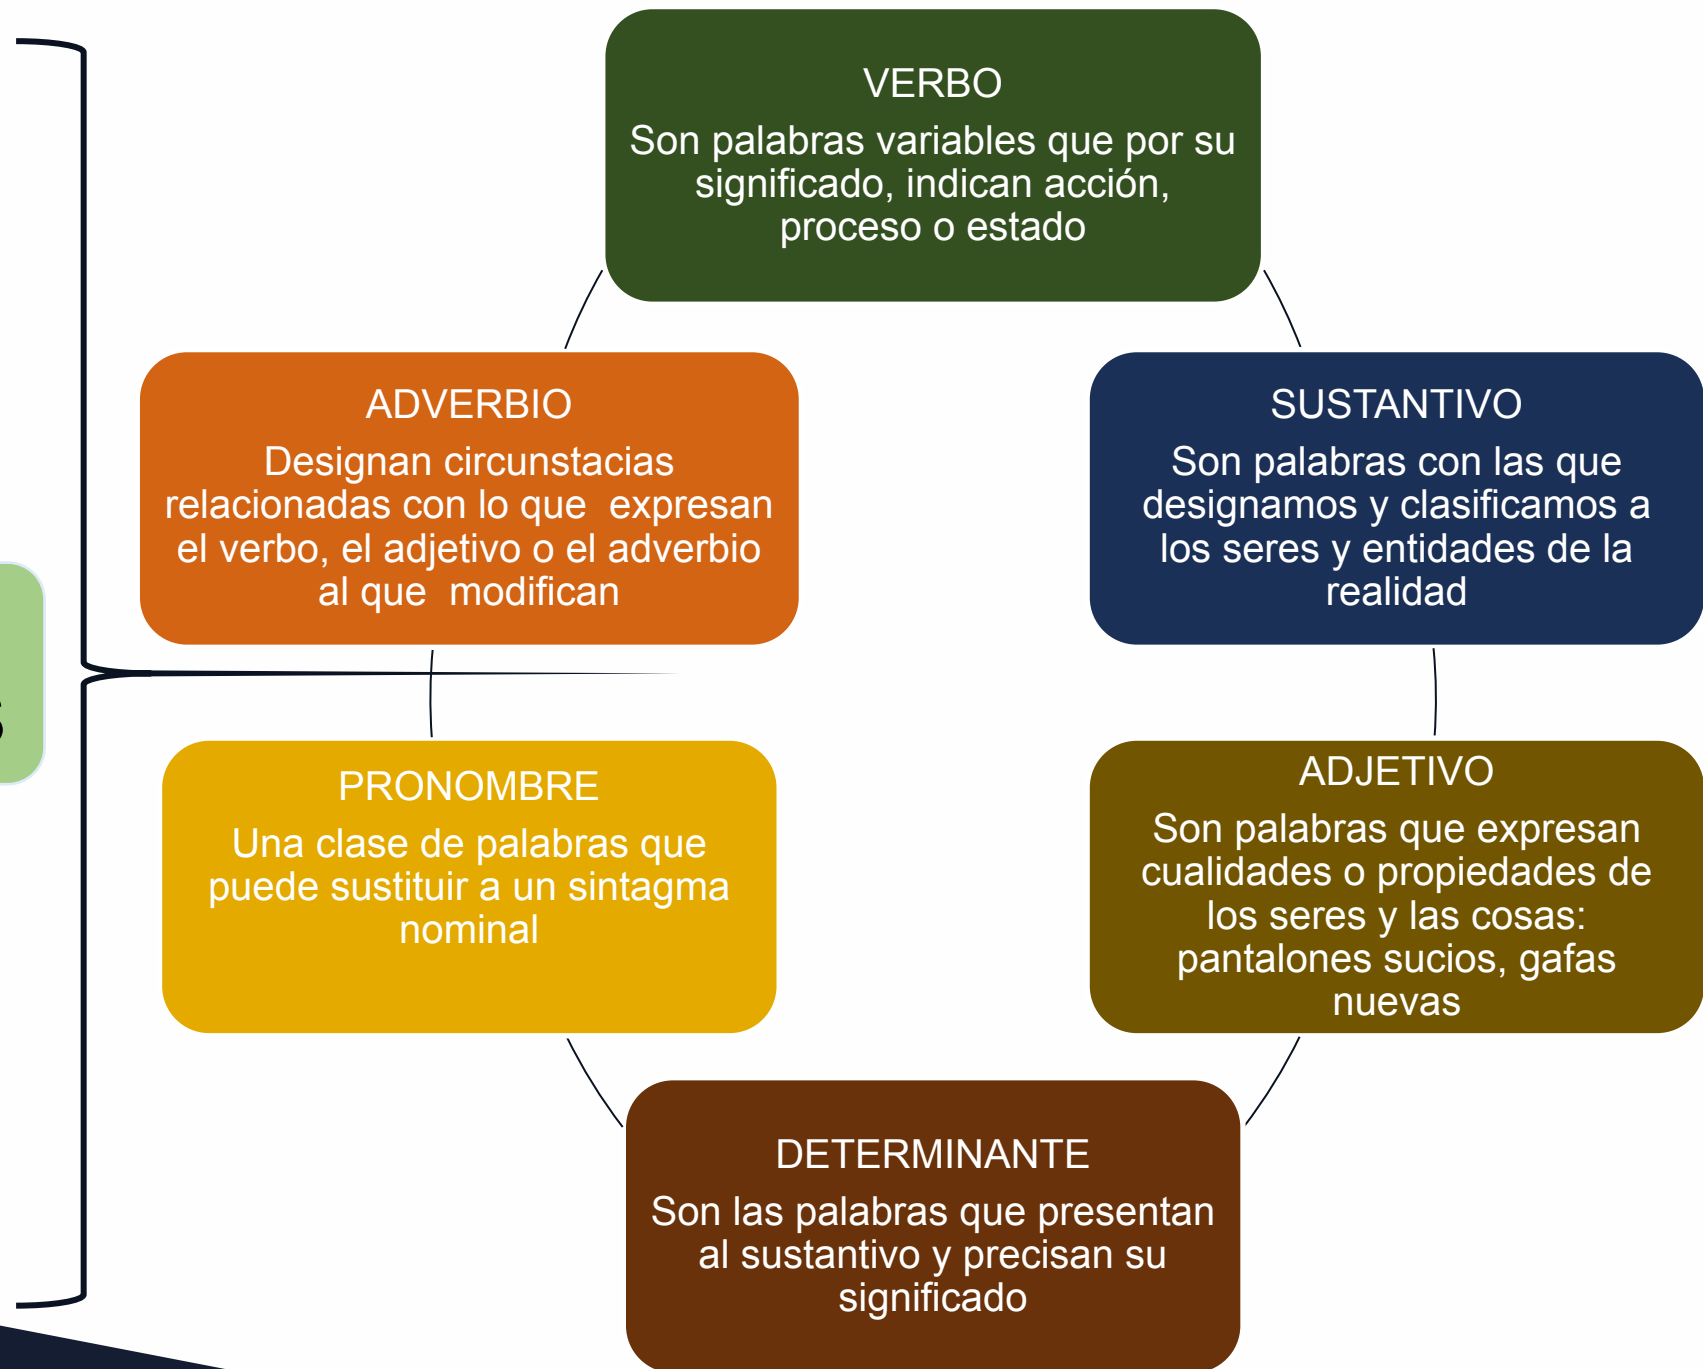 VERBO
Son palabras variables que por su
significado, indican acción,
proceso o estado
ADVERBIO
Designan circunstacias
relacionadas con lo que  expresan
el verbo, el adjetivo o el adverbio
al que  modifican
SUSTANTIVO
Son palabras con las que
designamos y clasificamos a
los seres y entidades de la
realidad
PRONOMBRE
Una clase de palabras que
puede sustituir a un sintagma
nominal
ADJETIVO
Son palabras que expresan
cualidades o propiedades de
los seres y las cosas:
pantalones sucios, gafas
nuevas
DETERMINANTE
Son las palabras que presentan
al sustantivo y precisan su
significado